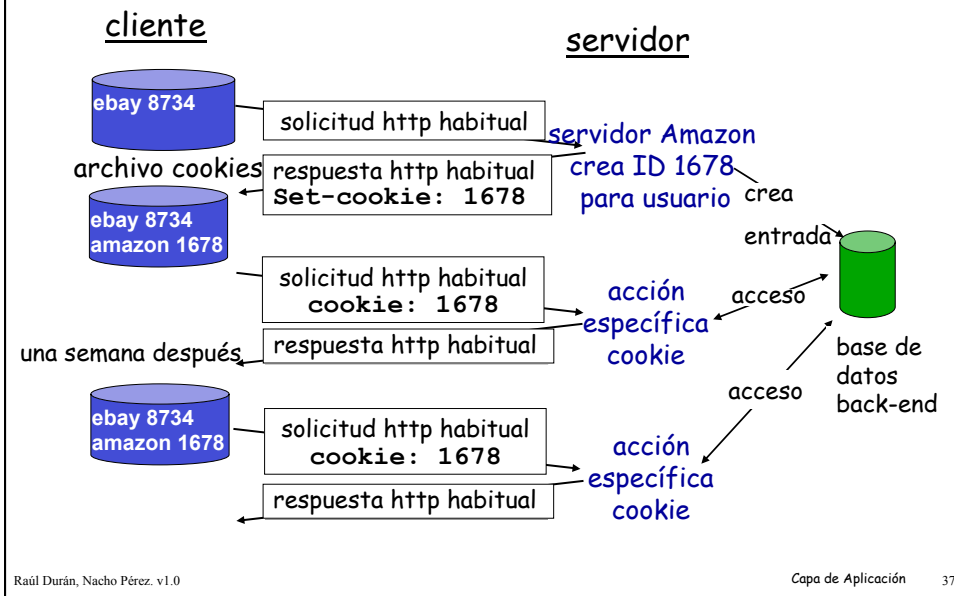 cliente
servidor
ebay 8734
solicitud http habitual
servidor Amazon
crea ID 1678
para usuario
archivo cookies
respuesta http habitual
Set-cookie: 1678
crea
entrada
ebay 8734
amazon 1678
solicitud http habitual
cookie: 1678
acción
específica
cookie
acceso
respuesta http habitual
una semana después
base de
datos
back-end
acceso
ebay 8734
amazon 1678
solicitud http habitual
cookie: 1678
acción
específica
cookie
respuesta http habitual
Raúl Durán, Nacho Pérez. v1.0
Capa de Aplicación 37